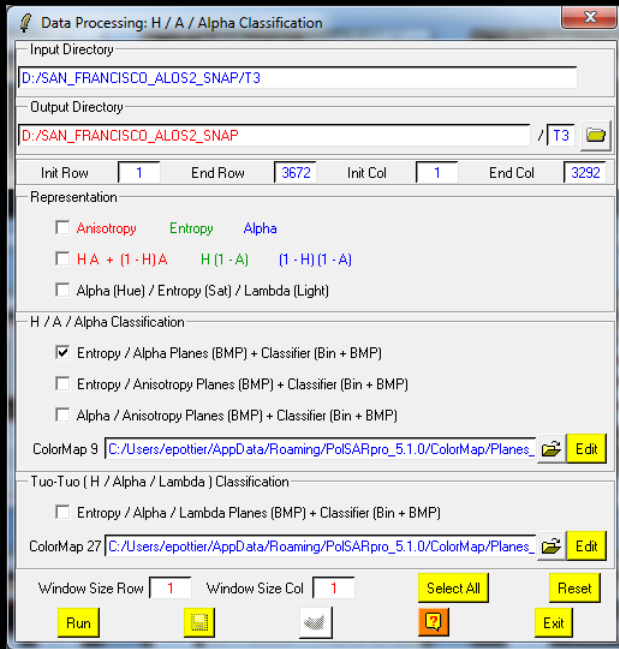 Data Processing: H / A / Alpha Classification
Input Directory
D:/SAN_FRANCISCO_ALOS2_SNAP/T3
Output Directory
D:/SAN_FRANCISCO_ALOS2_SNAP / T3
Init Row 1 End Row 3672 Init Col 1 End Col 3292
Representation
Anisotropy Entropy Alpha
H A + (1 - H) A H (1 - A) (1 - H) (1 - A)
Alpha (Hue) / Entropy (Sat) / Lambda (Light)
H / A / Alpha Classification
Entropy / Alpha Planes (BMP) + Classifier (Bin + BMP)
Entropy / Anisotropy Planes (BMP) + Classifier (Bin + BMP)
Alpha / Anisotropy Planes (BMP) + Classifier (Bin + BMP)
ColorMap 9 C:/Users/epottier/AppData/Roaming/PolSARpro_5.1.0/ColorMap/Planes_ Edit
Tuo-Tuo ( H / Alpha / Lambda ) Classification
Entropy / Alpha / Lambda Planes (BMP) + Classifier (Bin + BMP)
ColorMap 27 C:/Users/epottier/AppData/Roaming/PolSARpro_5.1.0/ColorMap/Planes_ Edit
Window Size Row 1 Window Size Col 1 Select All Reset
Run ? Exit